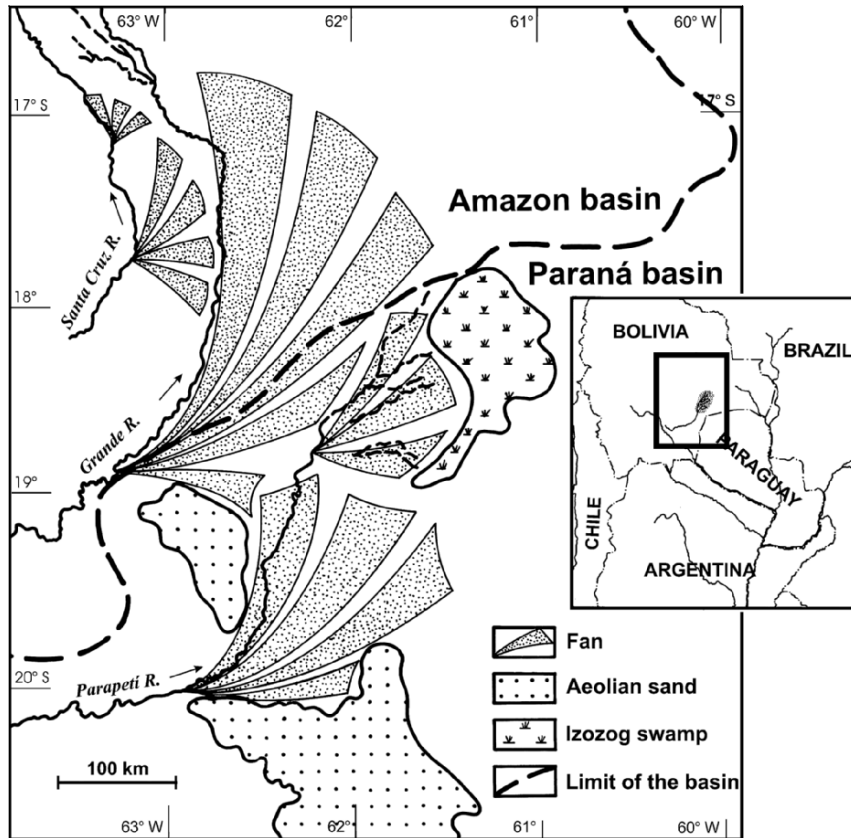 63° W
62° W
61° W
60° W
17° S
17° S
Amazon basin
Paraná basin
Santa Cruz R.
18° S
BOLIVIA
BRAZIL
Grande R.
PARAGUAY
19° S
CHILE
ARGENTINA
Fan
Parapetí R.
20° S
Aeolian sand
Izozog swamp
100 km
Limit of the basin
63° W
62° W
61° W
60° W